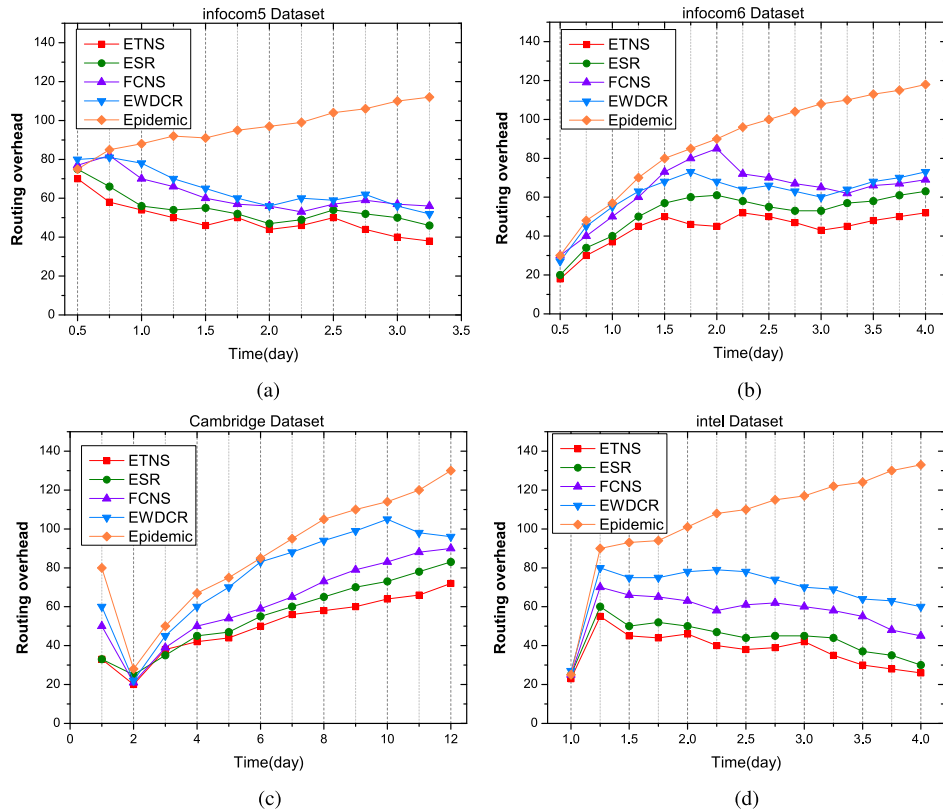 infocom5 Dataset
140
120
100
80
60
40
20
0
Routing overhead
ETNS
ESR
FCNS
EWDCR
Epidemic
0.5 1.0 1.5 2.0 2.5 3.0 3.5
Time(day)
(a)
infocom6 Dataset
140
120
100
80
60
40
20
0
Routing overhead
ETNS
ESR
FCNS
EWDCR
Epidemic
0.5 1.0 1.5 2.0 2.5 3.0 3.5 4.0
Time(day)
(b)
Cambridge Dataset
140
120
100
80
60
40
20
0
Routing overhead
ETNS
ESR
FCNS
EWDCR
Epidemic
0 2 4 6 8 10 12
Time(day)
(c)
intel Dataset
140
120
100
80
60
40
20
0
Routing overhead
ETNS
ESR
FCNS
EWDCR
Epidemic
1.0 1.5 2.0 2.5 3.0 3.5 4.0
Time(day)
(d)